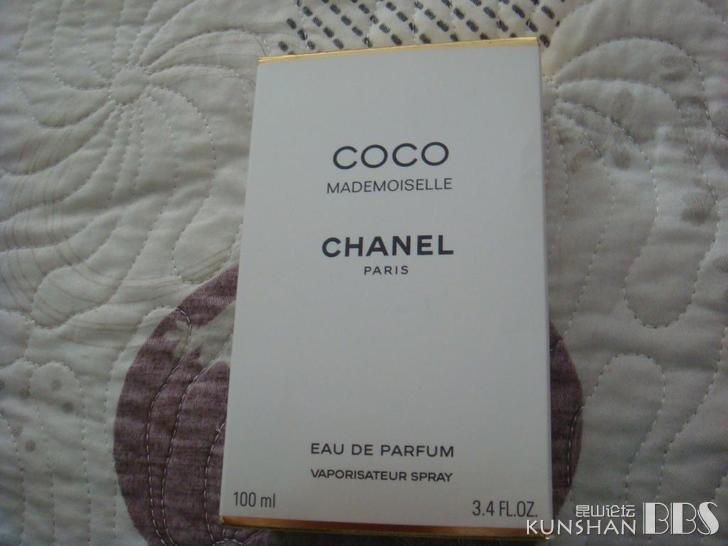 COCO
MADEMOISELLE
CHANEL
PARIS
EAU DE PARFUM
VAPORISATEUR SPRAY
100 ml 3.4 FL.OZ.
昆山论坛
KUNSHAN BBS